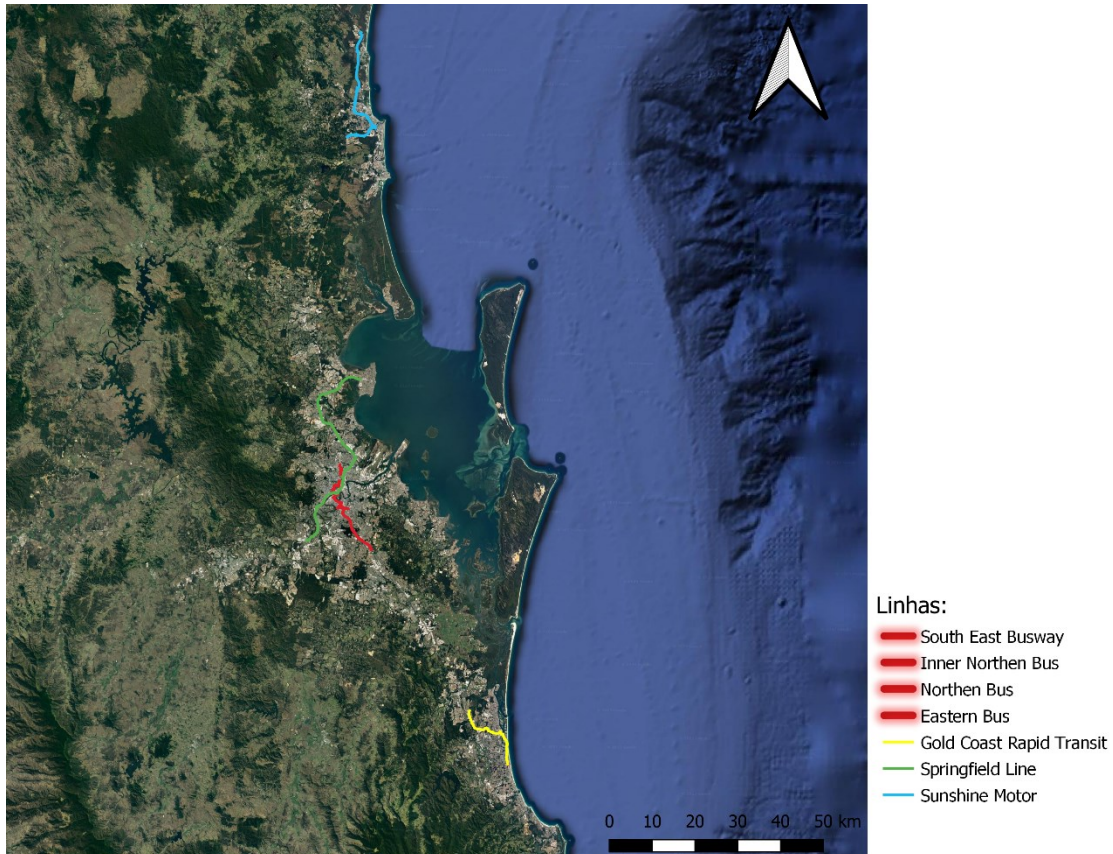 Linhas:
South East Busway
Inner Northen Bus
Northen Bus
Eastern Bus
Gold Coast Rapid Transit
Springfield Line
Sunshine Motor
0 10 20 30 40 50 km